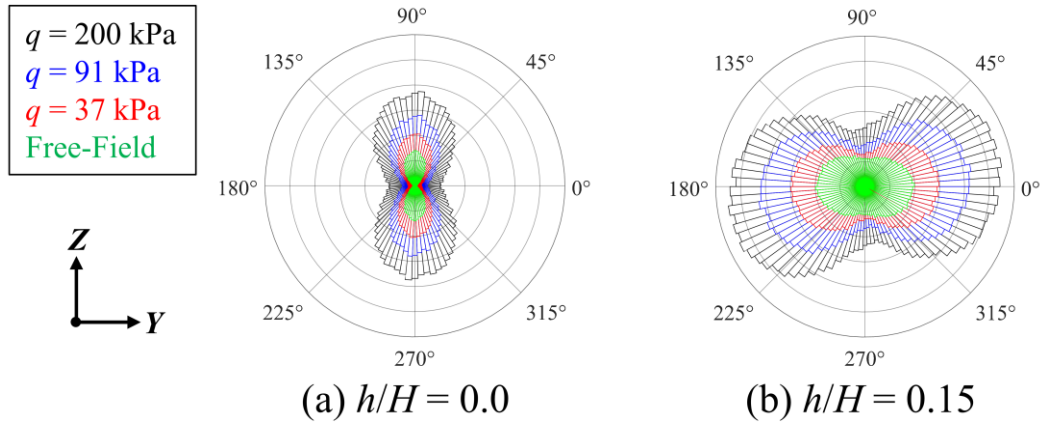 q = 200 kPa
q = 91 kPa
q = 37 kPa
Free-Field
Z
Y
90°
135° 45°
180° 0°
225° 315°
270°
(a) h/H = 0.0
90°
135° 45°
180° 0°
225° 315°
270°
(b) h/H = 0.15